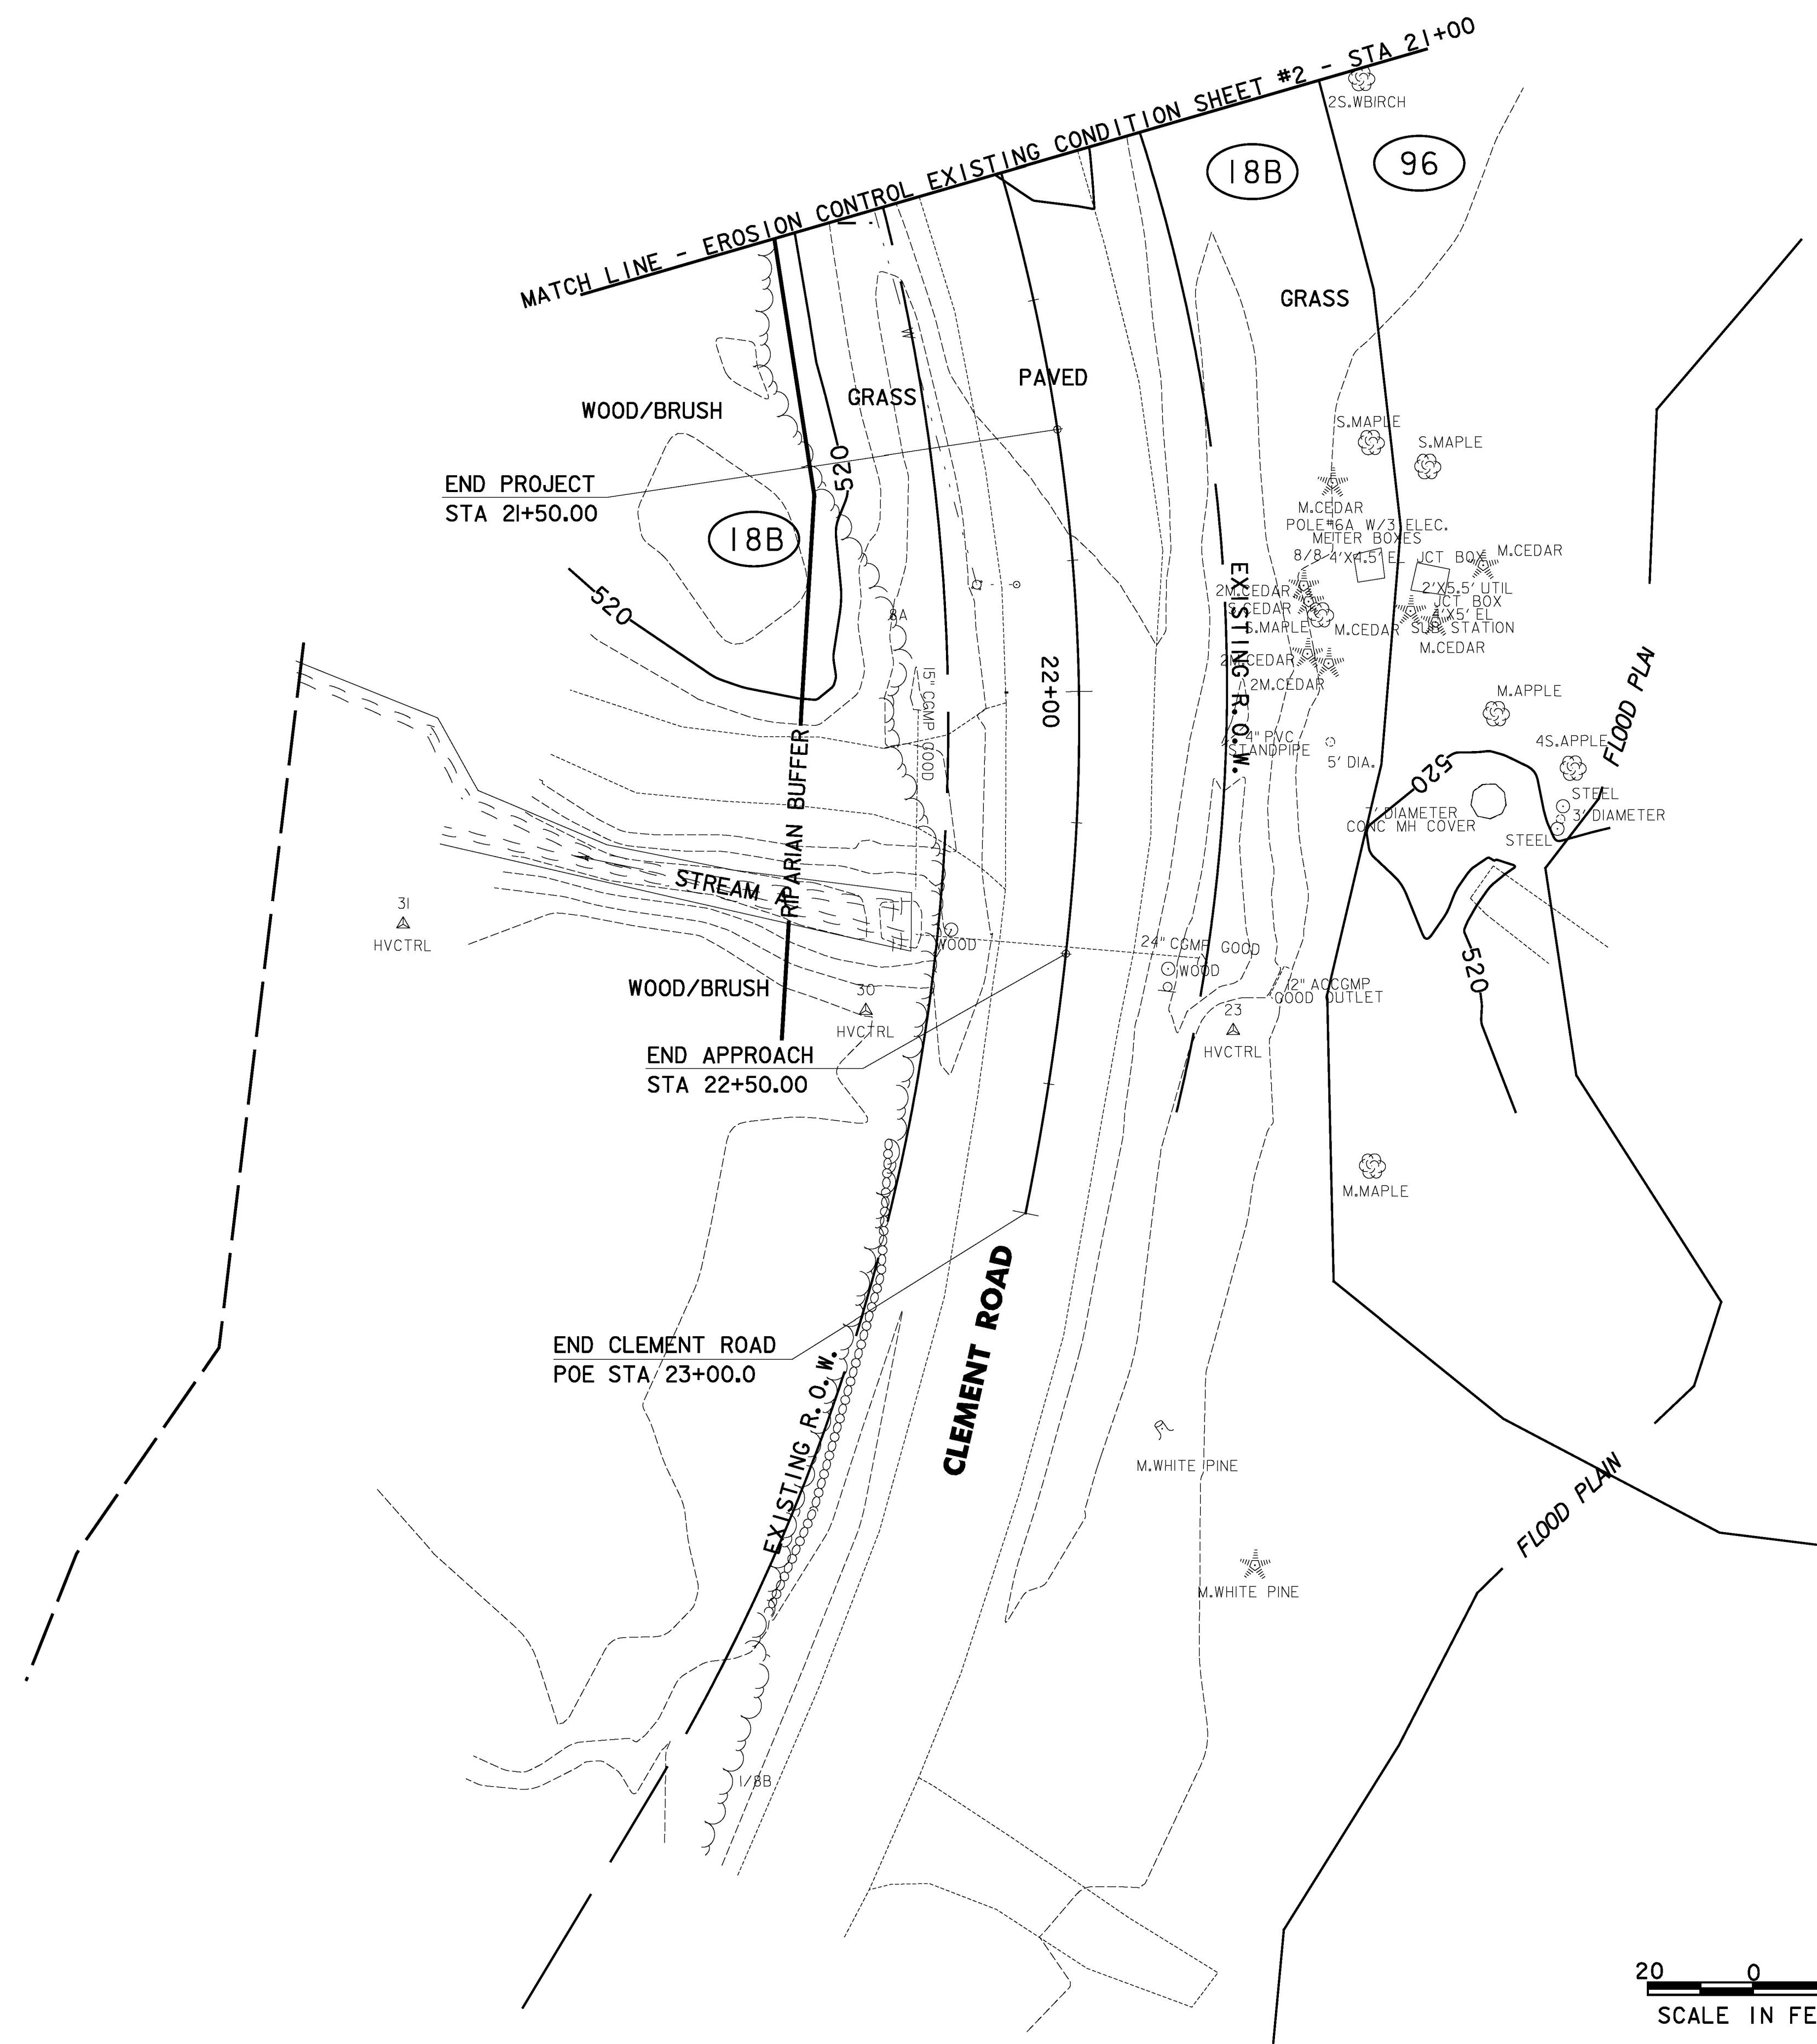 MATCH LINE - EROSION CONTROL EXISTING CONDITION SHEET #2 - STA 21+00
2S.WBIRCH
18B
96
GRASS
PAVED
GRASS
WOOD/BRUSH
S.MAPLE
S.MAPLE
520
END PROJECT
STA 21+50.00
18B
M.CEDAR
POLE#6A W/3 ELEC.
METER BOXES
8/8
4'X4.5' EL JCT BOX
M.CEDAR
2'X5.5' UTIL
JCT BOX
4'X5' EL
SUB STATION
M.CEDAR
2M.CEDAR
S.CEDAR
S.MAPLE
M.CEDAR
2M.CEDAR
2M.CEDAR
EXISTING R.O.W.
520
8A
15" CGMP GOOD
22+00
M.APPLE
FLOOD PLAI
4S.APPLE
4" PVC
STANDPIPE
5' DIA.
520
STEEL
3' DIAMETER
STEEL
DIAMETER
CONC MH COVER
RIPARIAN BUFFER
STREAM A
31
HVCTRL
WOOD
24" CGMP GOOD
WOOD
12" ACCGMP
GOOD OUTLET
520
WOOD/BRUSH
30
HVCTRL
23
HVCTRL
END APPROACH
STA 22+50.00
M.MAPLE
END CLEMENT ROAD
POE STA 23+00.0
CLEMENT ROAD
EXISTING R.O.W.
M.WHITE PINE
FLOOD PLAIN
M.WHITE PINE
1/8B
20 0
SCALE IN FE